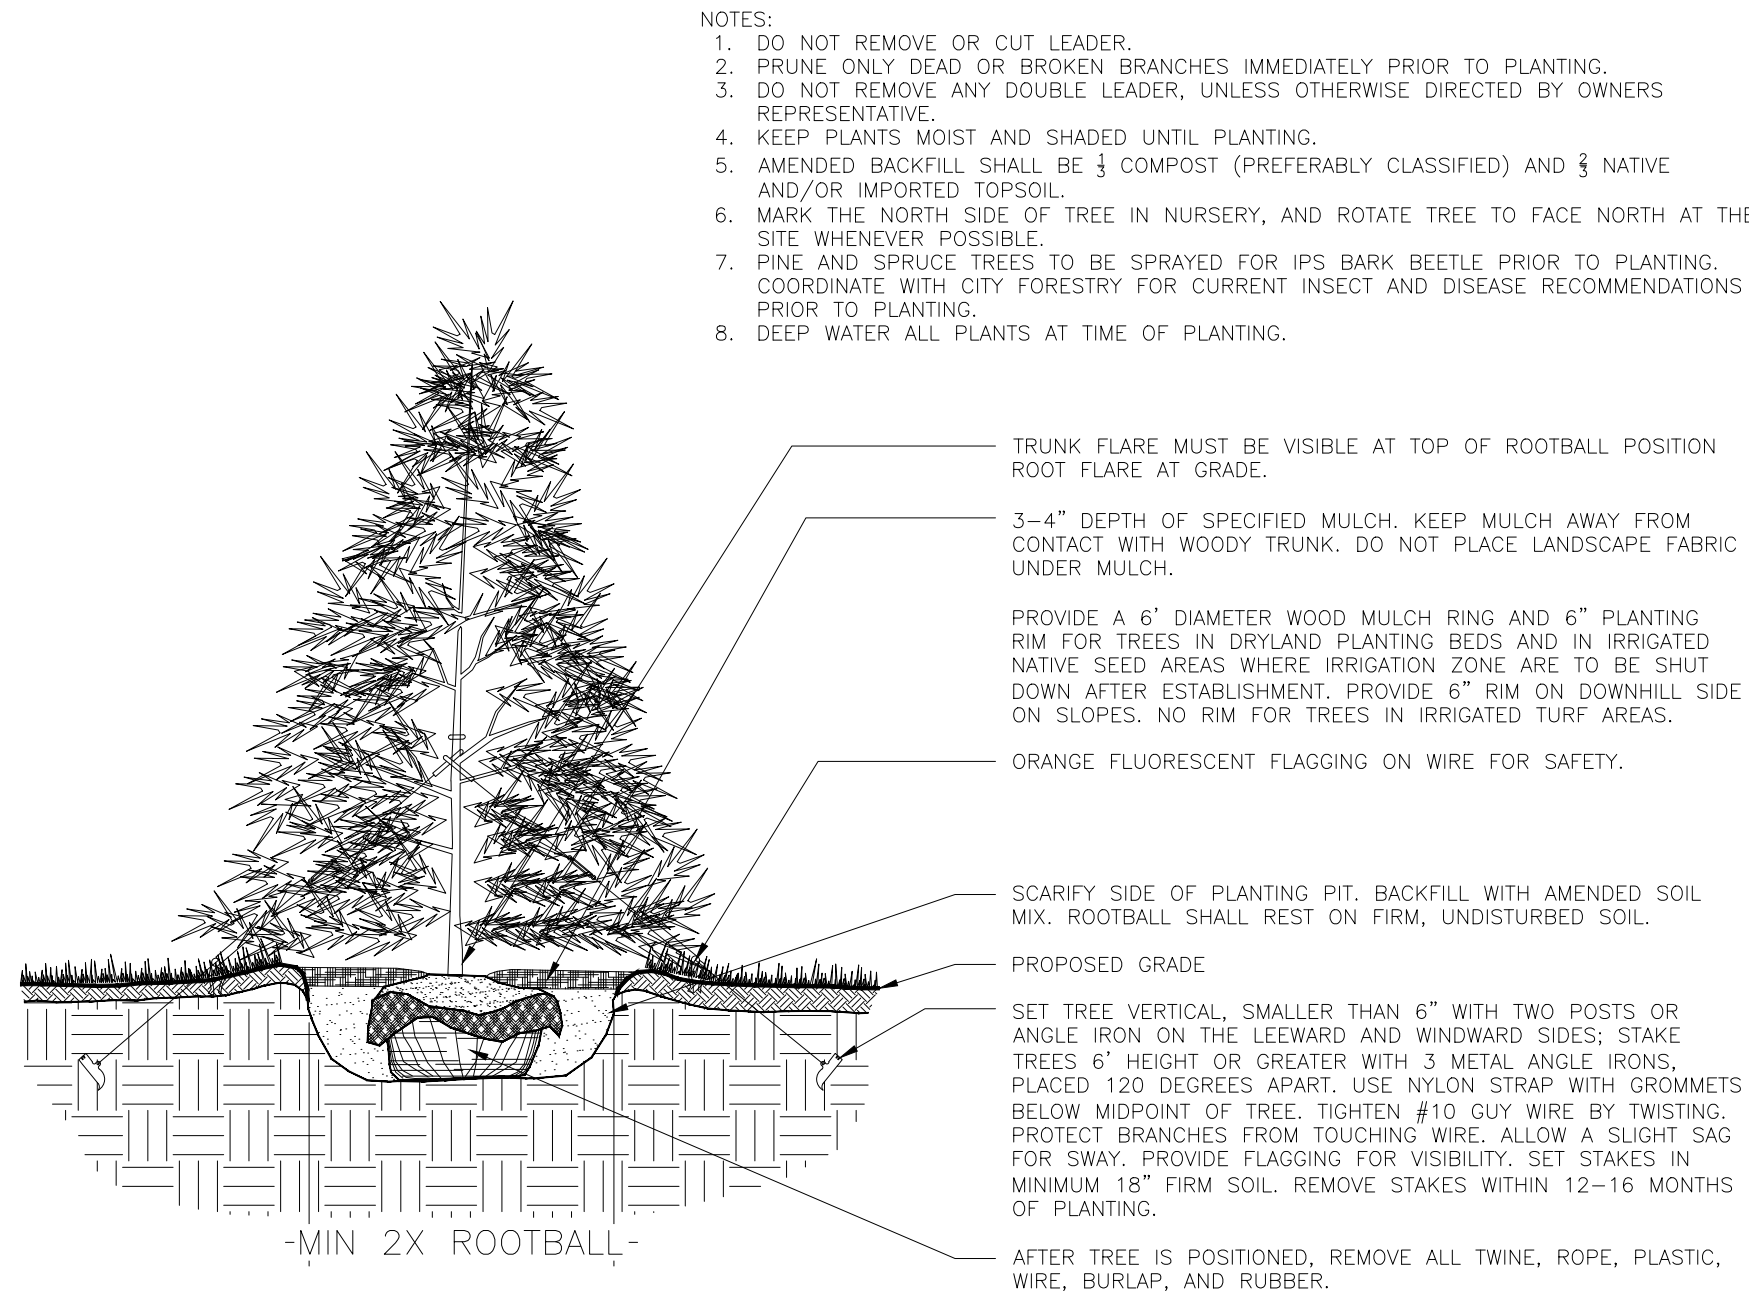 NOTES:
1. DO NOT REMOVE OR CUT LEADER.
2. PRUNE ONLY DEAD OR BROKEN BRANCHES IMMEDIATELY PRIOR TO PLANTING.
3. DO NOT REMOVE ANY DOUBLE LEADER, UNLESS OTHERWISE DIRECTED BY OWNERS
REPRESENTATIVE.
4. KEEP PLANTS MOIST AND SHADED UNTIL PLANTING.
5. AMENDED BACKFILL SHALL BE 1/3 COMPOST (PREFERABLY CLASSIFIED) AND 2/3 NATIVE
AND/OR IMPORTED TOPSOIL.
6. MARK THE NORTH SIDE OF TREE IN NURSERY, AND ROTATE TREE TO FACE NORTH AT THE
SITE WHENEVER POSSIBLE.
7. PINE AND SPRUCE TREES TO BE SPRAYED FOR IPS BARK BEETLE PRIOR TO PLANTING.
COORDINATE WITH CITY FORESTRY FOR CURRENT INSECT AND DISEASE RECOMMENDATIONS
PRIOR TO PLANTING.
8. DEEP WATER ALL PLANTS AT TIME OF PLANTING.
TRUNK FLARE MUST BE VISIBLE AT TOP OF ROOTBALL POSITION
ROOT FLARE AT GRADE.
3-4” DEPTH OF SPECIFIED MULCH. KEEP MULCH AWAY FROM
CONTACT WITH WOODY TRUNK. DO NOT PLACE LANDSCAPE FABRIC
UNDER MULCH.
PROVIDE A 6’ DIAMETER WOOD MULCH RING AND 6” PLANTING
RIM FOR TREES IN DRYLAND PLANTING BEDS AND IN IRRIGATED
NATIVE SEED AREAS WHERE IRRIGATION ZONE ARE TO BE SHUT
DOWN AFTER ESTABLISHMENT. PROVIDE 6” RIM ON DOWNHILL SIDE
ON SLOPES. NO RIM FOR TREES IN IRRIGATED TURF AREAS.
ORANGE FLUORESCENT FLAGGING ON WIRE FOR SAFETY.
SCARIFY SIDE OF PLANTING PIT. BACKFILL WITH AMENDED SOIL
MIX. ROOTBALL SHALL REST ON FIRM, UNDISTURBED SOIL.
PROPOSED GRADE
SET TREE VERTICAL, SMALLER THAN 6” WITH TWO POSTS OR
ANGLE IRON ON THE LEEWARD AND WINDWARD SIDES; STAKE
TREES 6’ HEIGHT OR GREATER WITH 3 METAL ANGLE IRONS,
PLACED 120 DEGREES APART. USE NYLON STRAP WITH GROMMETS
BELOW MIDPOINT OF TREE. TIGHTEN #10 GUY WIRE BY TWISTING.
PROTECT BRANCHES FROM TOUCHING WIRE. ALLOW A SLIGHT SAG
FOR SWAY. PROVIDE FLAGGING FOR VISIBILITY. SET STAKES IN
MINIMUM 18” FIRM SOIL. REMOVE STAKES WITHIN 12-16 MONTHS
OF PLANTING.
-MIN 2X ROOTBALL-
AFTER TREE IS POSITIONED, REMOVE ALL TWINE, ROPE, PLASTIC,
WIRE, BURLAP, AND RUBBER.